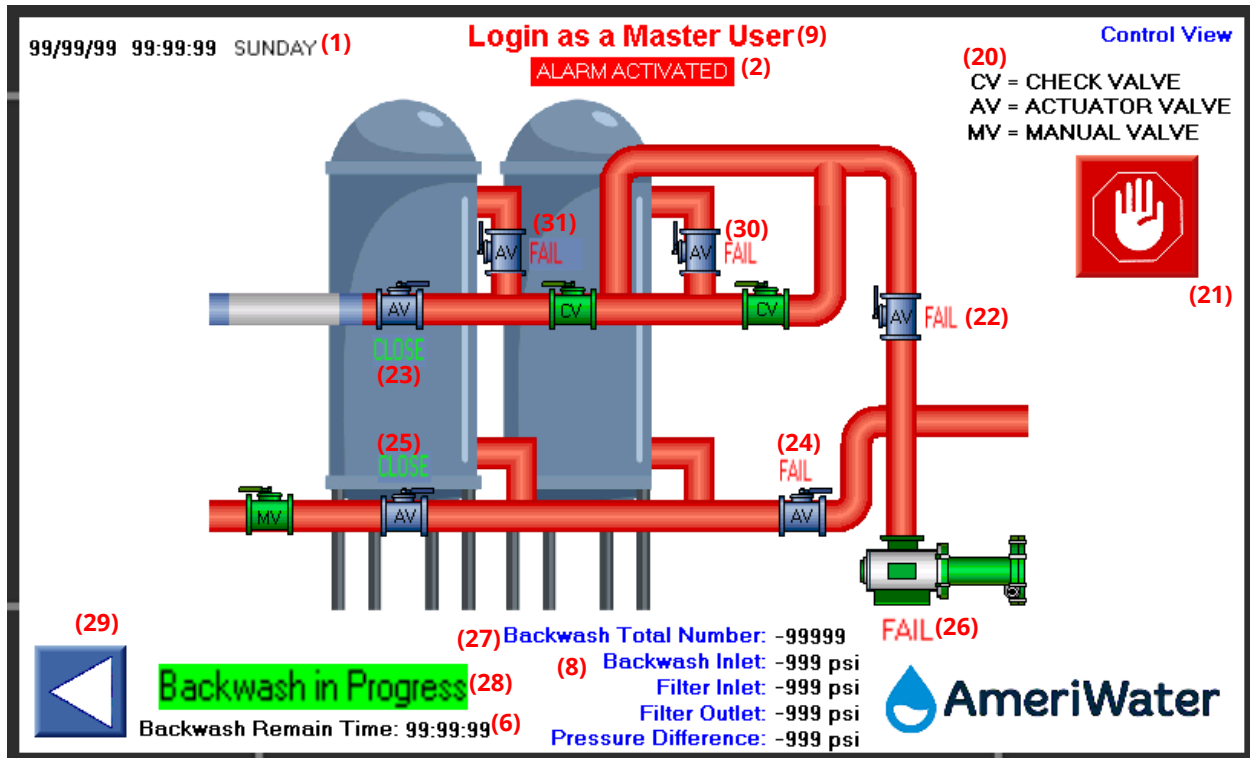 99/99/99 99:99:99 SUNDAY (1)
Login as a Master User(9)
ALARM ACTIVATED (2)
Control View
(20)
CV = CHECK VALVE
AV = ACTUATOR VALVE
MV = MANUAL VALVE
(21)
(31)
AV FAIL
(30)
AV FAIL
AV
CV
CV
AV FAIL (22)
CLOSE
(23)
(25)
CLOSE
(24)
FAIL
MV
AV
AV
(29)
(27) Backwash Total Number: -99999
FAIL (26)
(8) Backwash Inlet: -999 psi
Backwash in Progress (28)
Filter Inlet: -999 psi
Filter Outlet: -999 psi
AmeriWater
Backwash Remain Time: 99:99:99 (6)
Pressure Difference: -999 psi